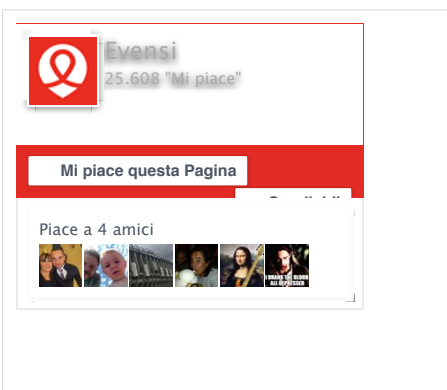 Evensi
25.608 "Mi piace"
Mi piace questa Pagina
Piace a 4 amici
I DRANK THE BLOOD
ALL DEPRESSED